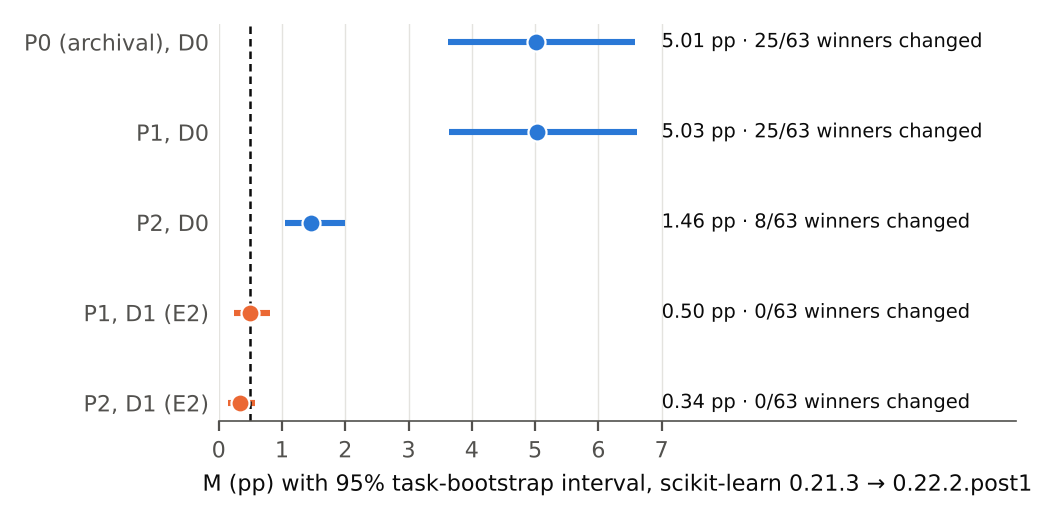 P0 (archival), D0
5.01 pp · 25/63 winners changed
P1, D0
5.03 pp · 25/63 winners changed
P2, D0
1.46 pp · 8/63 winners changed
P1, D1 (E2)
0.50 pp · 0/63 winners changed
P2, D1 (E2)
0.34 pp · 0/63 winners changed
0 1 2 3 4 5 6 7
M (pp) with 95% task-bootstrap interval, scikit-learn 0.21.3 → 0.22.2.post1